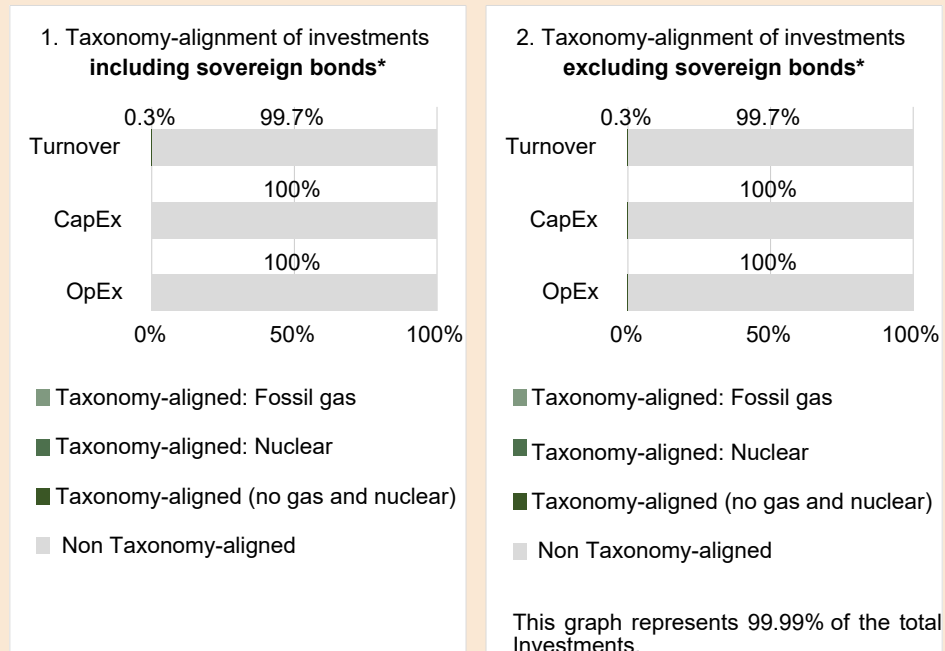 1. Taxonomy-alignment of investments
including sovereign bonds*
0.3% 99.7%
Turnover
100%
CapEx
100%
OpEx
0% 50% 100%
Taxonomy-aligned: Fossil gas
Taxonomy-aligned: Nuclear
Taxonomy-aligned (no gas and nuclear)
Non Taxonomy-aligned
2. Taxonomy-alignment of investments
excluding sovereign bonds*
0.3% 99.7%
Turnover
100%
CapEx
100%
OpEx
0% 50% 100%
Taxonomy-aligned: Fossil gas
Taxonomy-aligned: Nuclear
Taxonomy-aligned (no gas and nuclear)
Non Taxonomy-aligned
This graph represents 99.99% of the total
Investments.